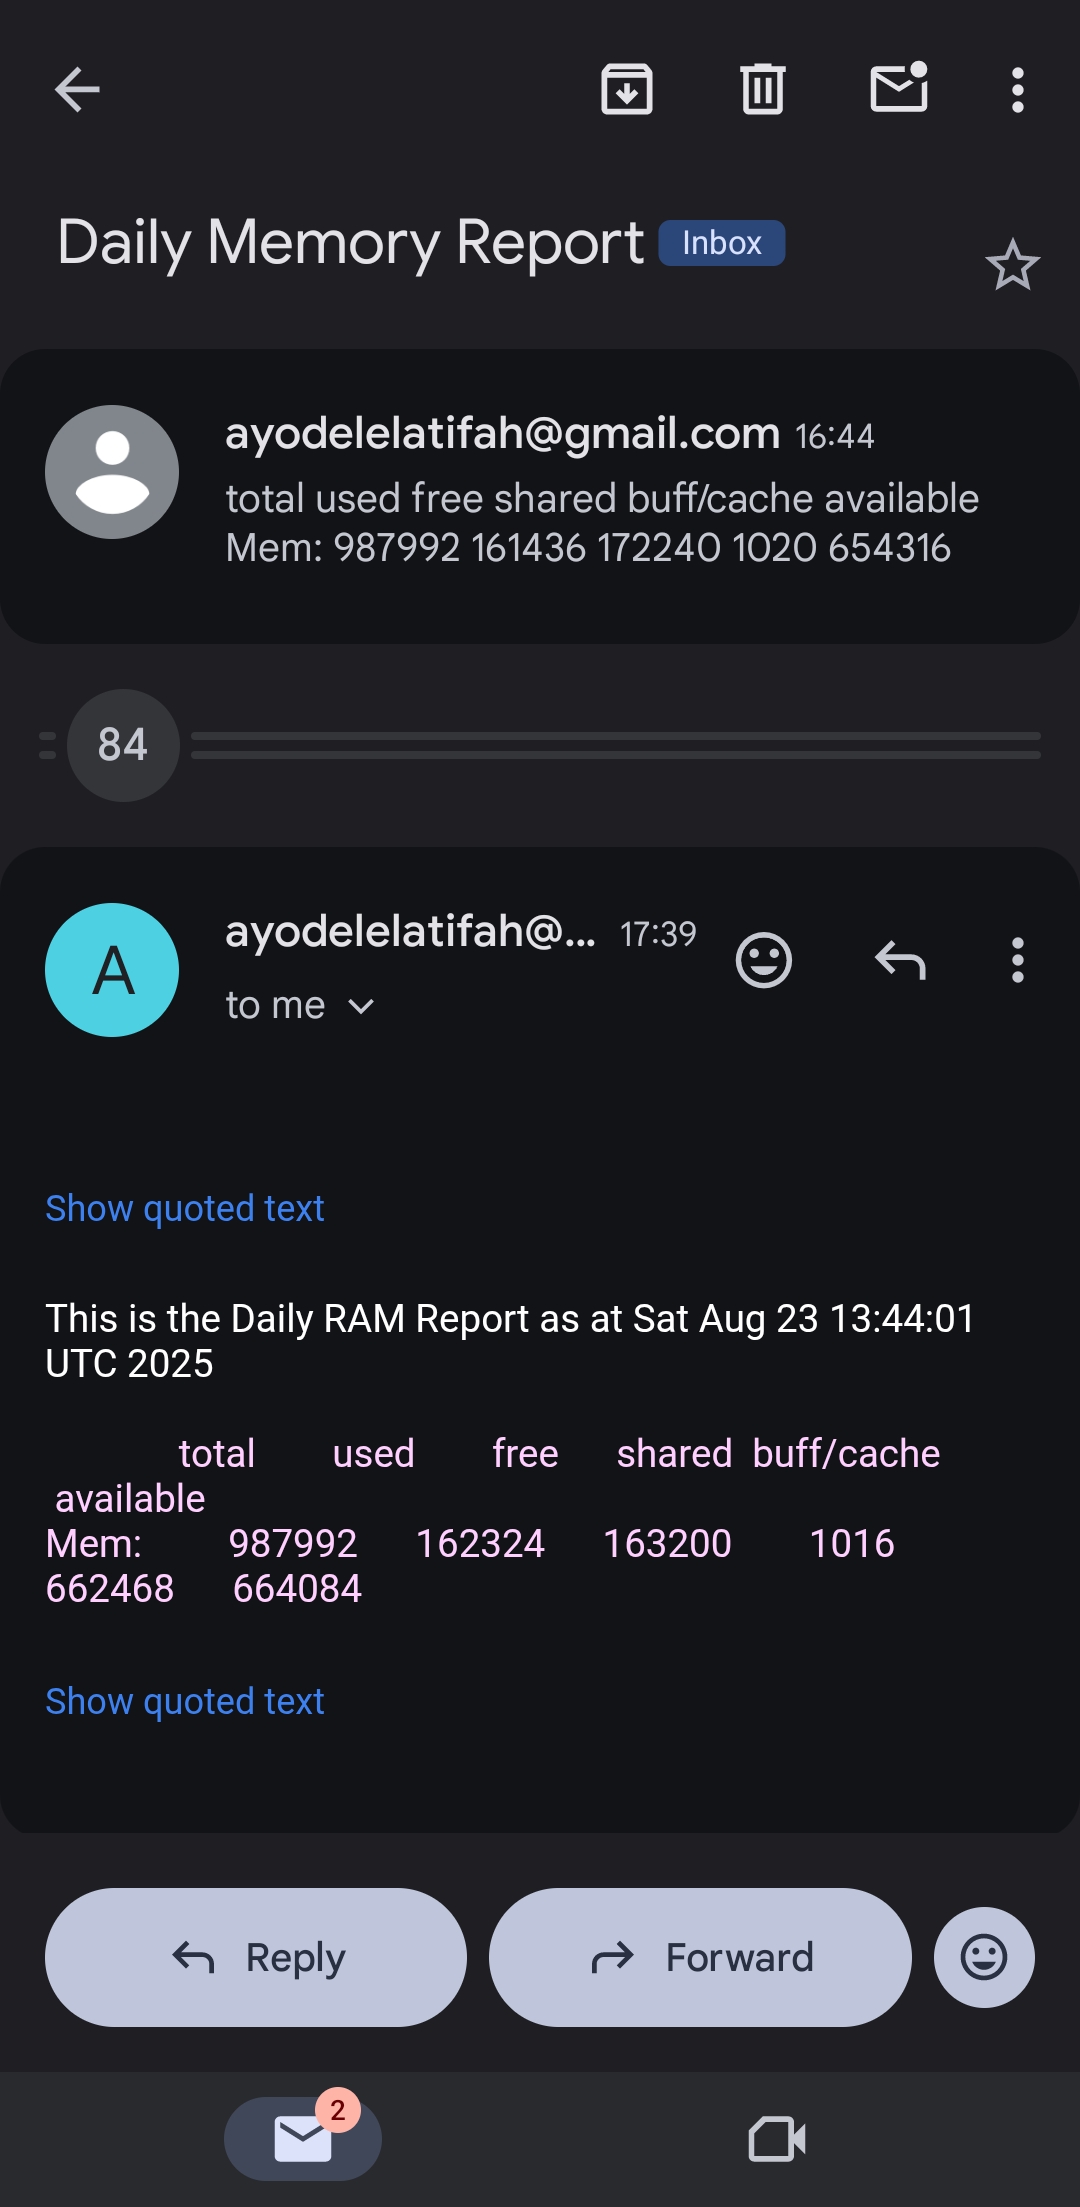 Daily Memory Report Inbox
ayodelelatifah@gmail.com 16:44
total used free shared buff/cache available
Mem: 987992 161436 172240 1020 654316
84
A
ayodelelatifah@... 17:39
to me
Show quoted text
This is the Daily RAM Report as at Sat Aug 23 13:44:01
UTC 2025
total used free shared buff/cache
available
Mem: 987992 162324 163200 1016
662468 664084
Show quoted text
Reply Forward
2